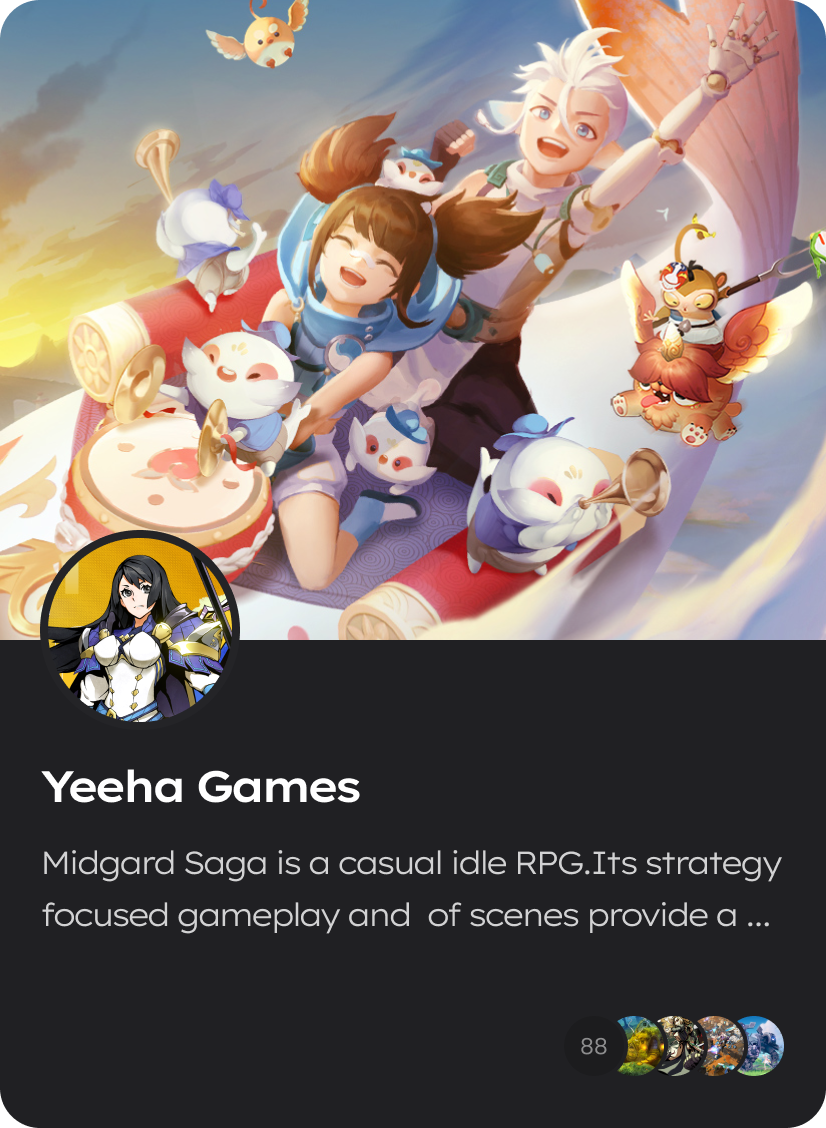 Yeeha Games
Midgard Saga is a casual idle RPG.Its strategy
focused gameplay and  of scenes provide a ...
88